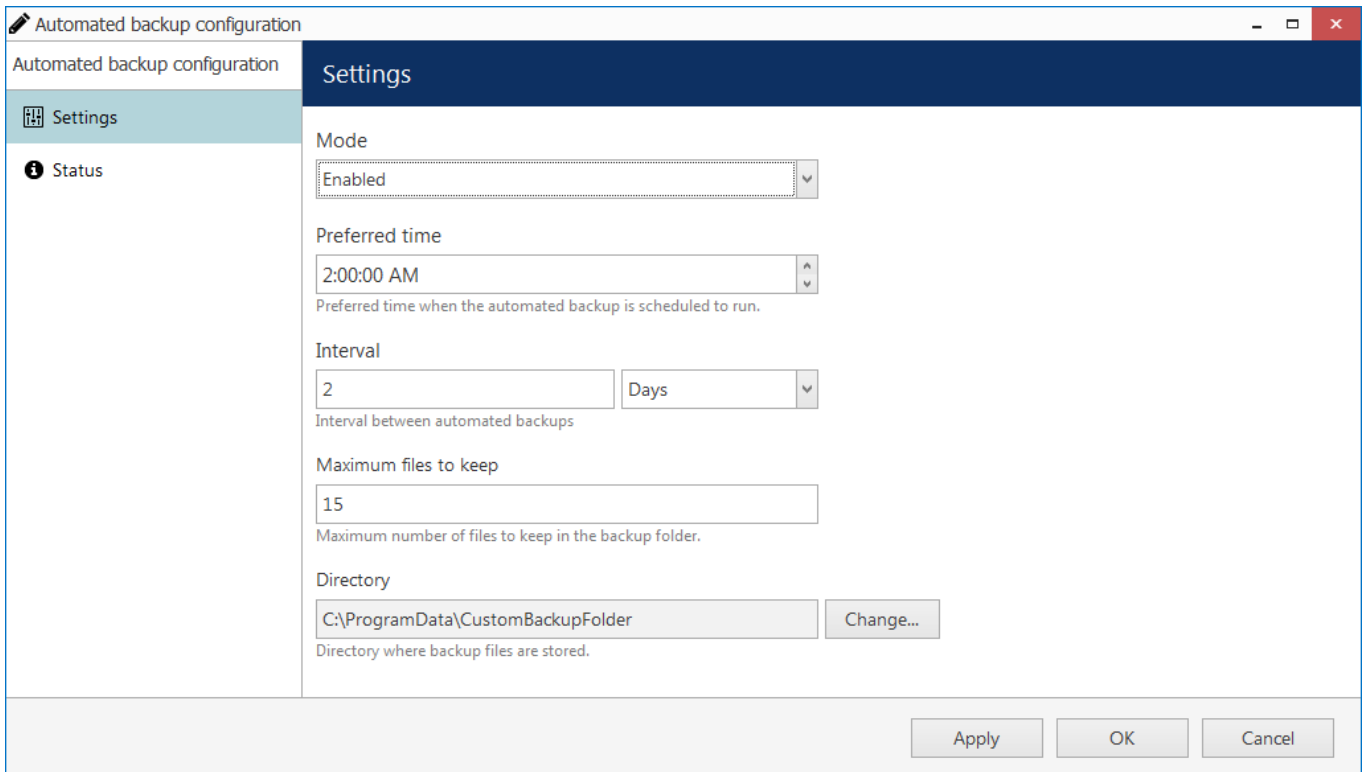 Automated backup configuration
Automated backup configuration
Settings
Status
Settings
Mode
Enabled
Preferred time
2:00:00 AM
Preferred time when the automated backup is scheduled to run.
Interval
2 Days
Interval between automated backups
Maximum files to keep
15
Maximum number of files to keep in the backup folder.
Directory
C:\ProgramData\CustomBackupFolder Change...
Directory where backup files are stored.
Apply OK Cancel